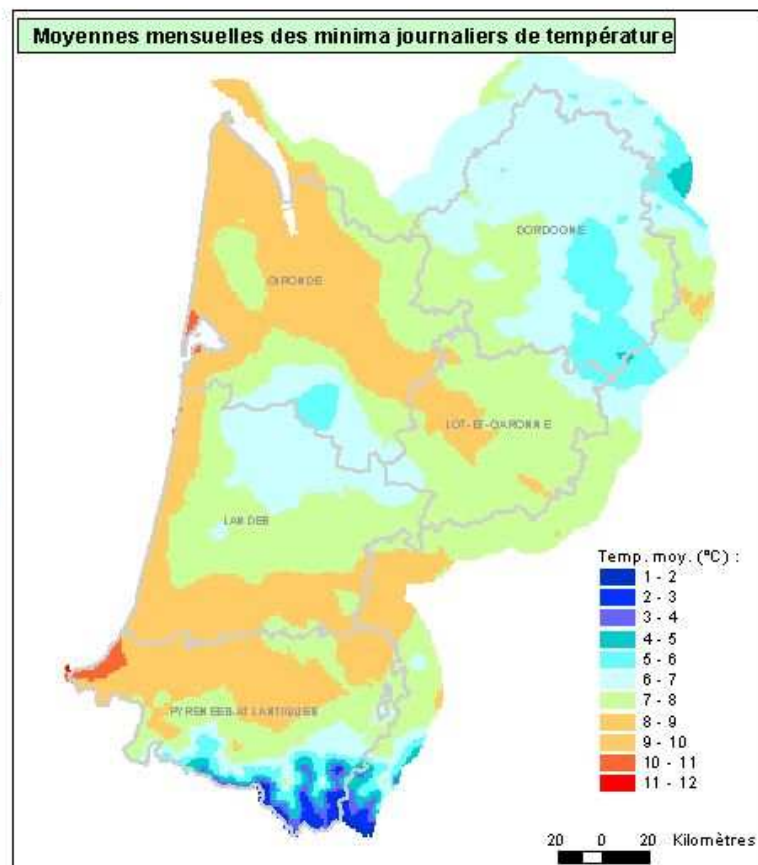 Moyennes mensuelles des minima journaliers de température
DORDOGNE
GIRONDE
LOT-ET-GARONNE
LANDES
Temp. moy. (°C) :
1 - 2
2 - 3
3 - 4
4 - 5
5 - 6
6 - 7
7 - 8
8 - 9
9 - 10
10 - 11
11 - 12
PYRENEES-ATLANTIQUES
20 0 20 Kilomètres